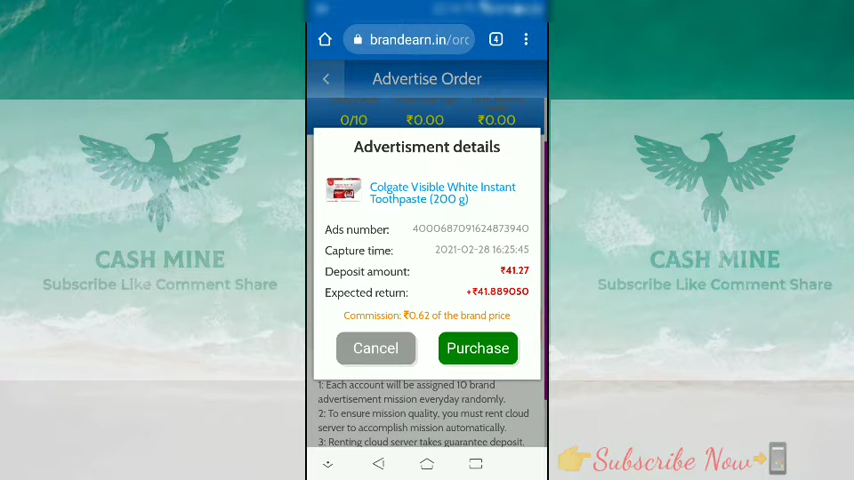 brandearn.in/orc
4
Advertise Order
0/10
₹0.00
₹0.00
Advertisment details
Colgate Visible White Instant
Toothpaste (200 g)
Ads number:
4000687091624873940
Capture time:
2021-02-28 16:25:45
Deposit amount:
₹41.27
Expected return:
+₹41.889050
Commission: ₹0.62 of the brand price
Cancel
Purchase
1: Each account will be assigned 10 brand
advertisement mission everyday randomly.
2: To ensure mission quality, you must rent cloud
server to accomplish mission automatically.
3: Renting cloud server takes guarantee deposit.
CASH MINE
Subscribe Like Comment Share
CASH MINE
Subscribe Like Comment Share
Subscribe Now